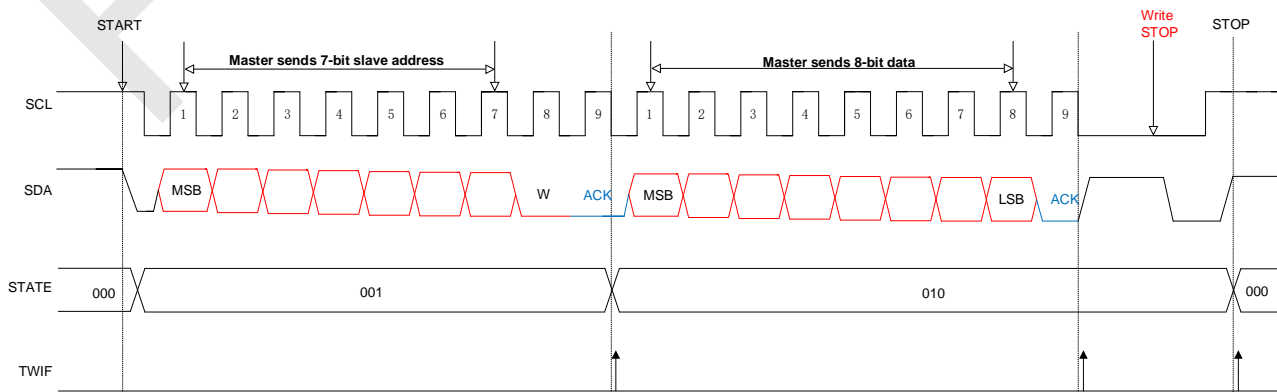 START
Write
STOP
STOP
Master sends 7-bit slave address
Master sends 8-bit data
SCL
1 2 3 4 5 6 7 8 9 1 2 3 4 5 6 7 8 9
SDA
MSB W ACK MSB LSB ACK
STATE
000 001 010 000
TWIF